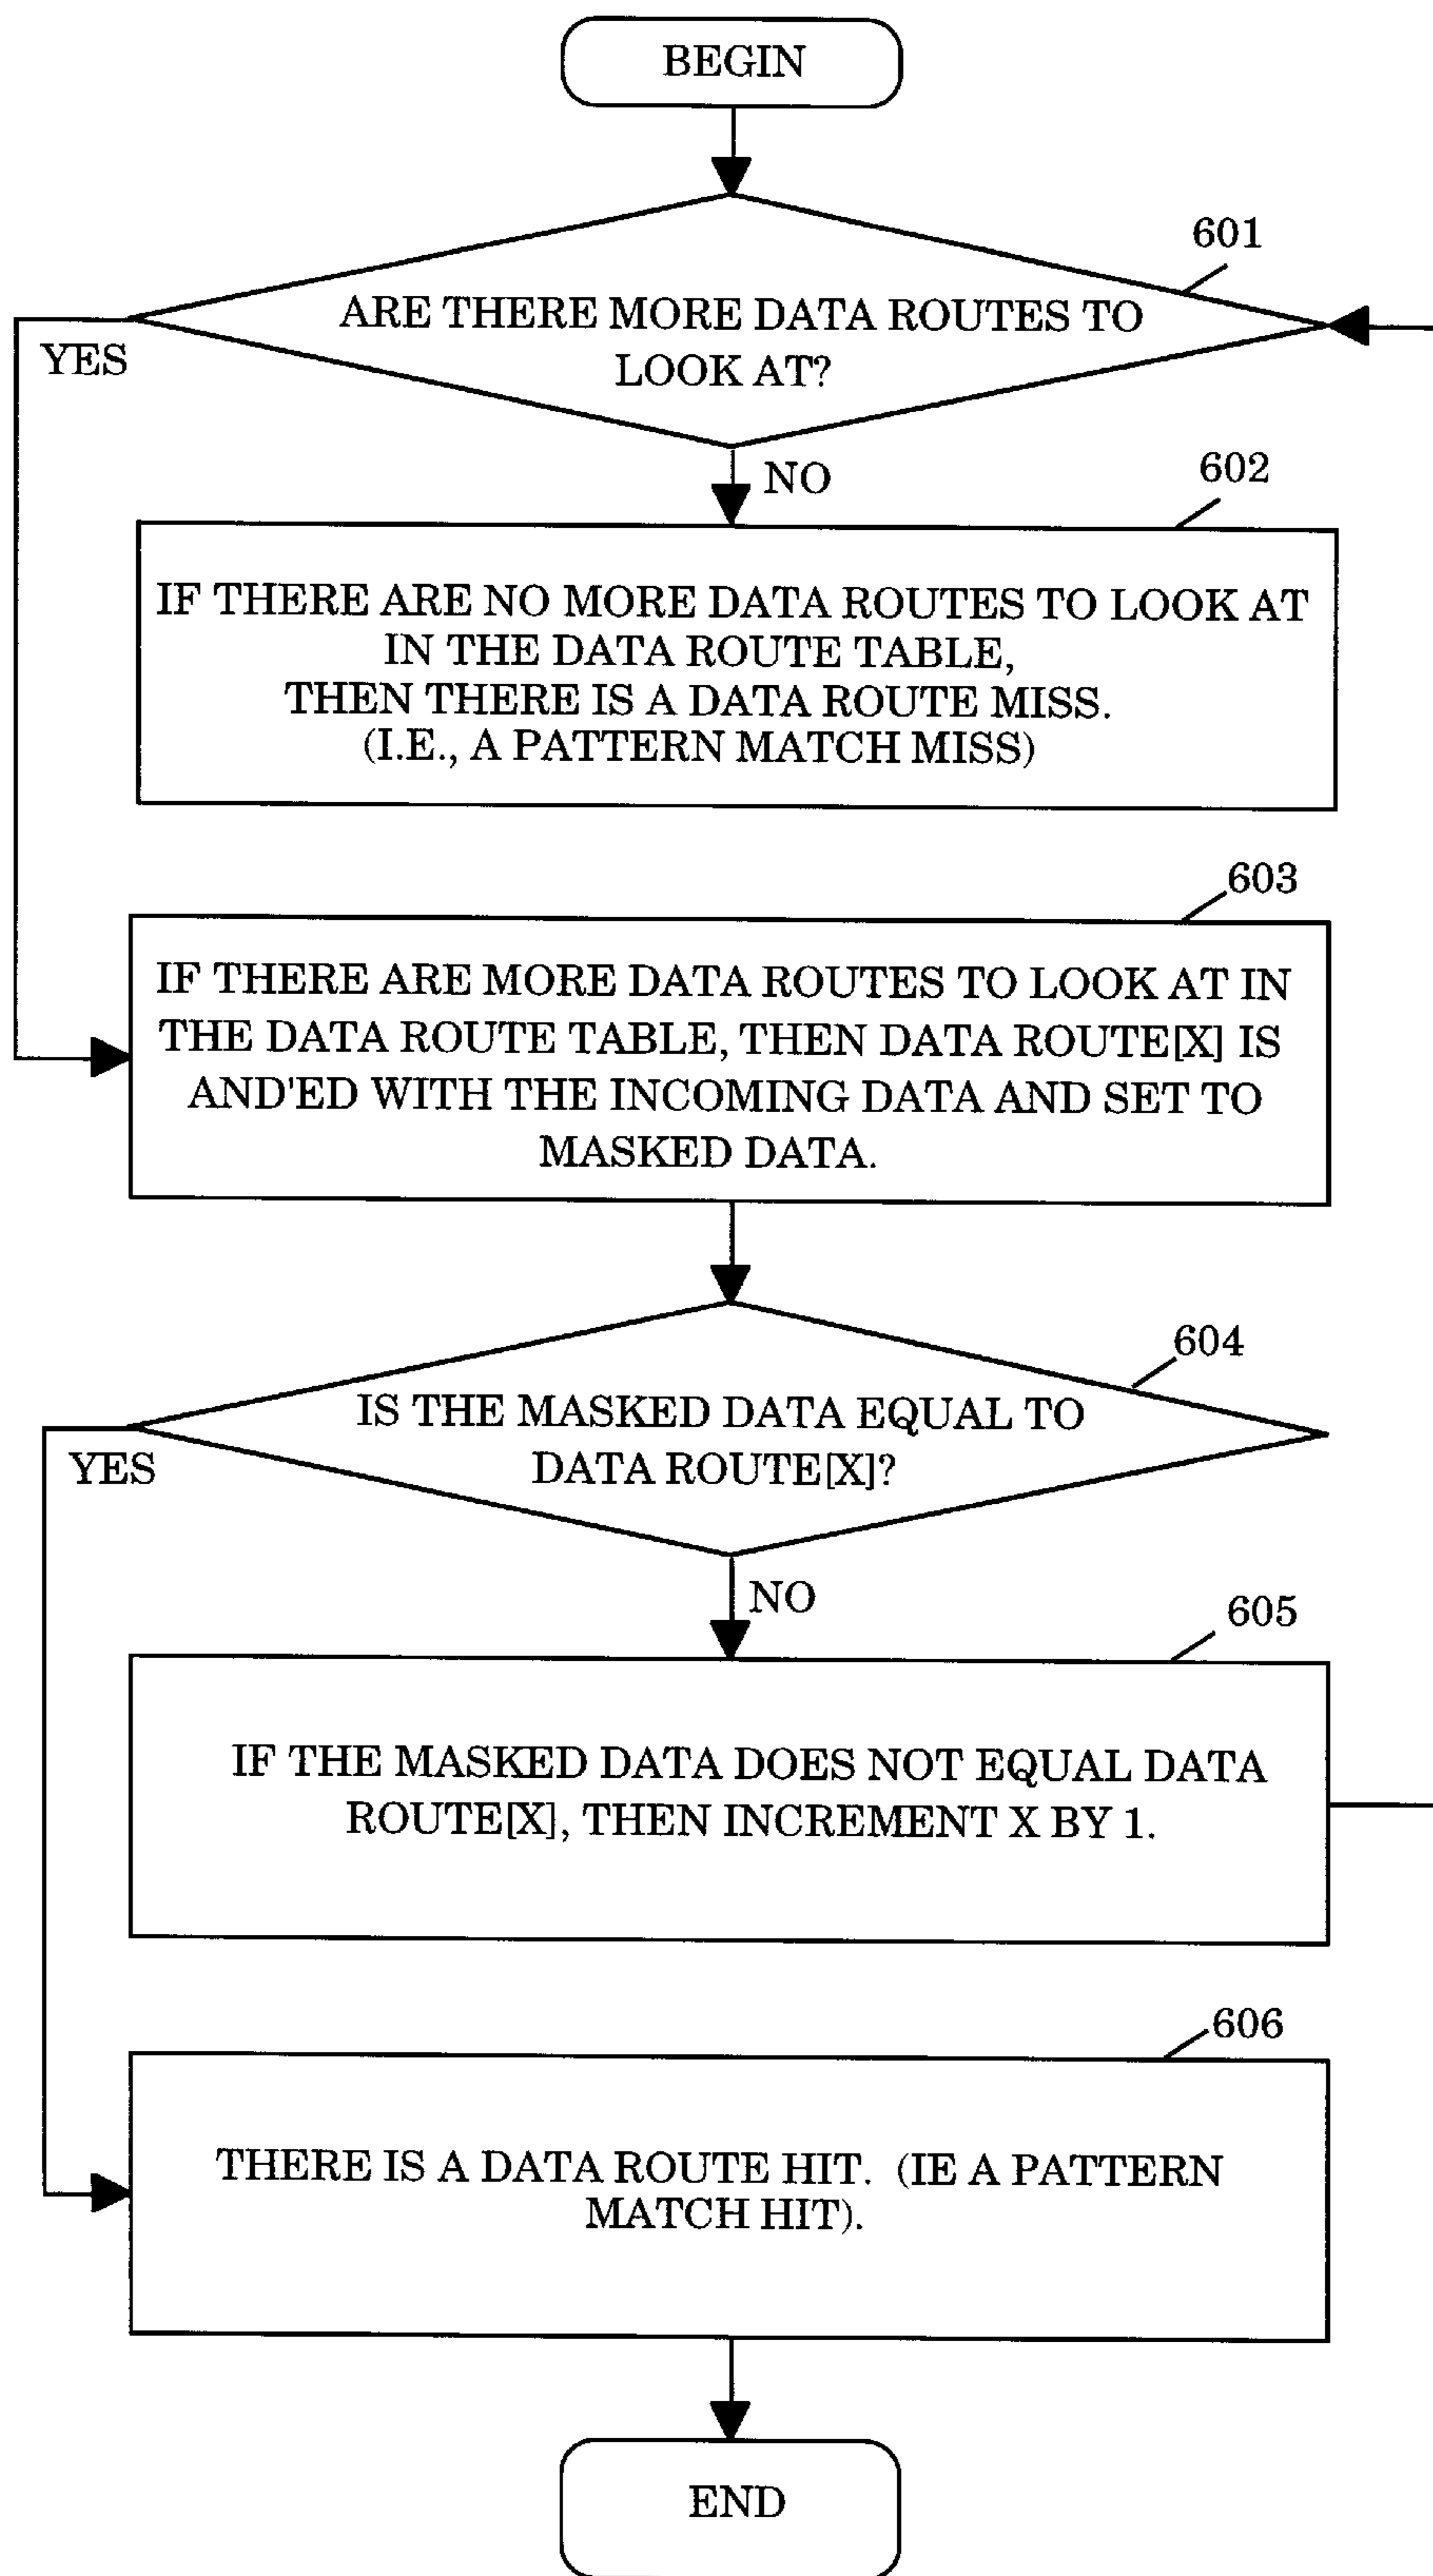 BEGIN
601
ARE THERE MORE DATA ROUTES TO
LOOK AT?
YES
NO
602
IF THERE ARE NO MORE DATA ROUTES TO LOOK AT
IN THE DATA ROUTE TABLE,
THEN THERE IS A DATA ROUTE MISS.
(I.E., A PATTERN MATCH MISS)
603
IF THERE ARE MORE DATA ROUTES TO LOOK AT IN
THE DATA ROUTE TABLE, THEN DATA ROUTE[X] IS
AND'ED WITH THE INCOMING DATA AND SET TO
MASKED DATA.
604
IS THE MASKED DATA EQUAL TO
DATA ROUTE[X]?
YES
NO
605
IF THE MASKED DATA DOES NOT EQUAL DATA
ROUTE[X], THEN INCREMENT X BY 1.
606
THERE IS A DATA ROUTE HIT. (IE A PATTERN
MATCH HIT).
END